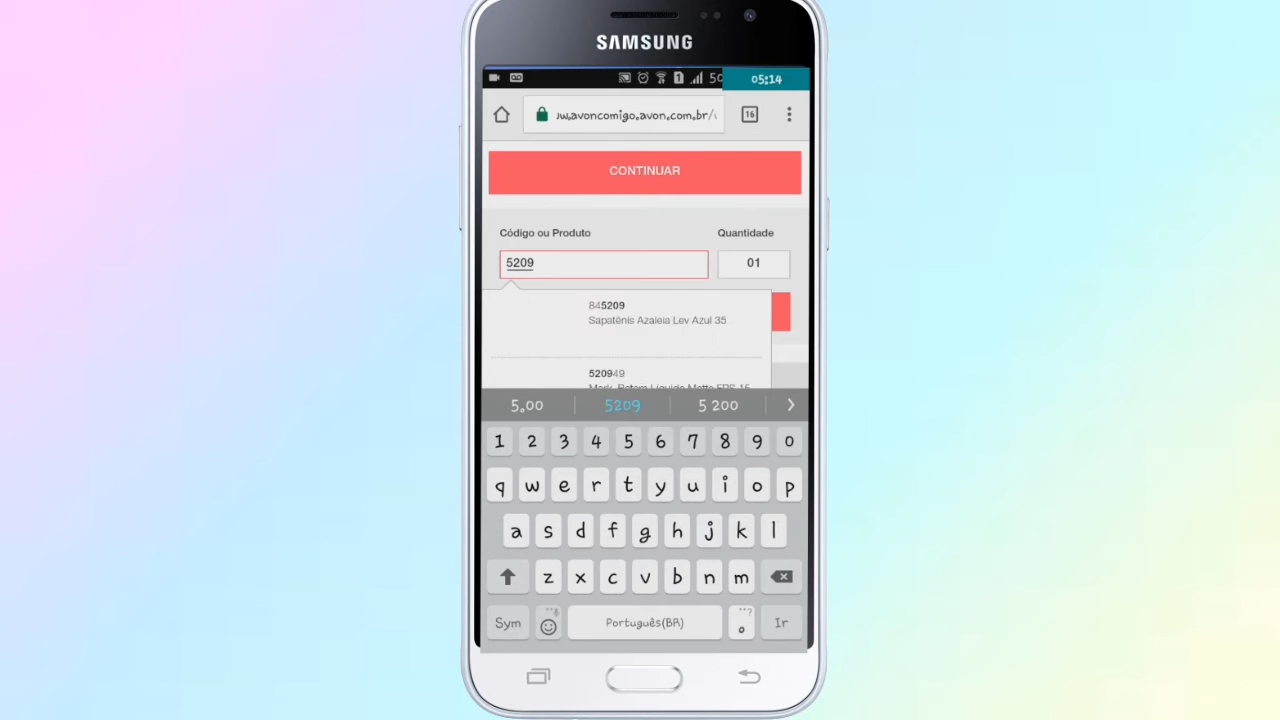 SAMSUNG
50 05:14
w.avoncomigo.avon.com.br/ 16
CONTINUAR
Código ou Produto Quantidade
5209 01
845209
Sapatênis Azaleia Lev Azul 35
520949
5,00 5209 5 200
1 2 3 4 5 6 7 8 9 0
q w e r t y u i o p
a s d f g h j k l
z x c v b n m
Sym Português(BR) Ir